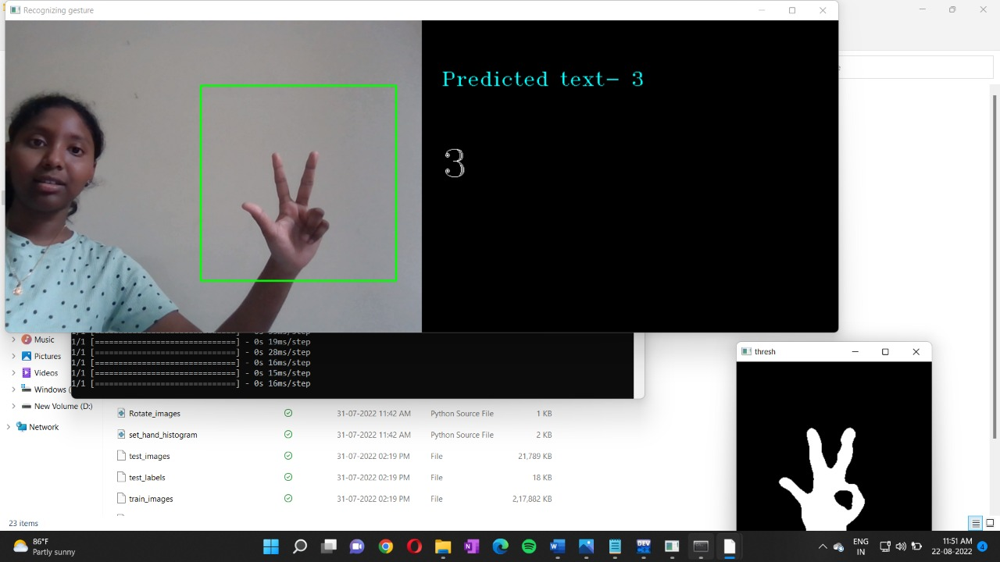 Recognizing gesture
Predicted text- 3
3
Music
Pictures
Videos
Windows (
New Volume (D:)
Network
1/1 [==============================] - 0s 19ms/step
1/1 [==============================] - 0s 28ms/step
1/1 [==============================] - 0s 16ms/step
1/1 [==============================] - 0s 15ms/step
1/1 [==============================] - 0s 16ms/step
thresh
Rotate_images 31-07-2022 11:42 AM Python Source File 1 KB
set_hand_histogram 31-07-2022 11:42 AM Python Source File 2 KB
test_images 31-07-2022 02:19 PM File 21,789 KB
test_labels 31-07-2022 02:19 PM File 18 KB
train_images 31-07-2022 02:19 PM File 2,17,882 KB
23 items
86°F
Partly sunny
DEV
ENG
IN
11:51 AM
22-08-2022
4